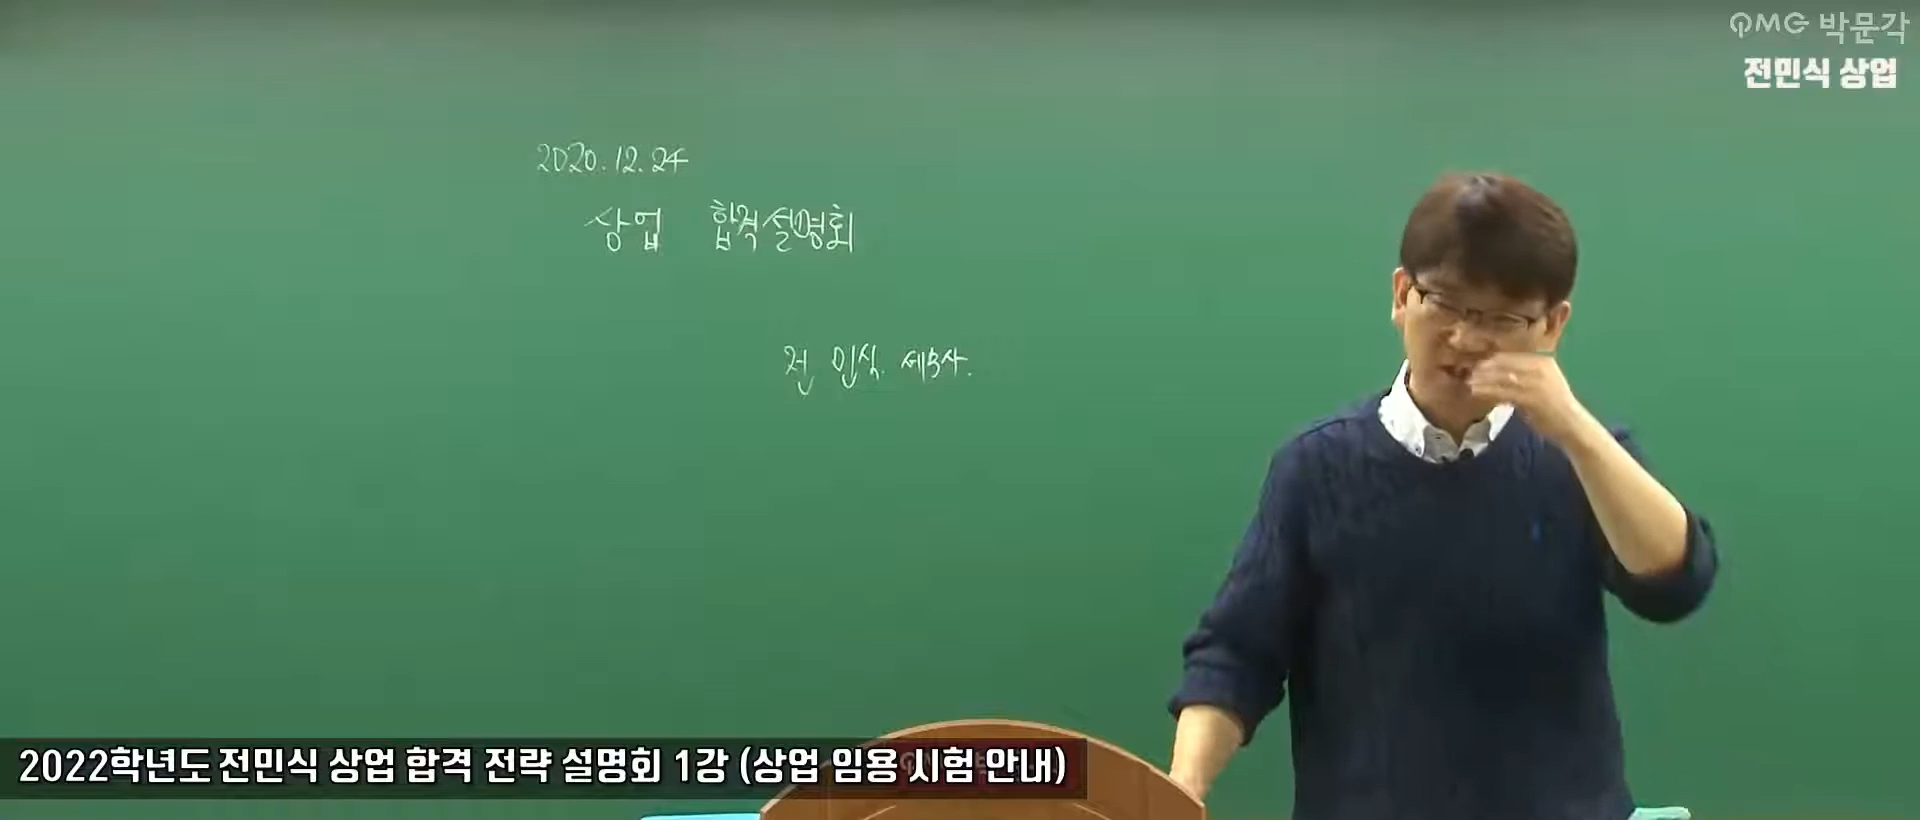 PMG 박문각
전민식 상업
2020.12.24
상업 합격설명회
전 민식 세무사.
2022학년도 전민식 상업 합격 전략 설명회 1강 (상업 임용 시험 안내)